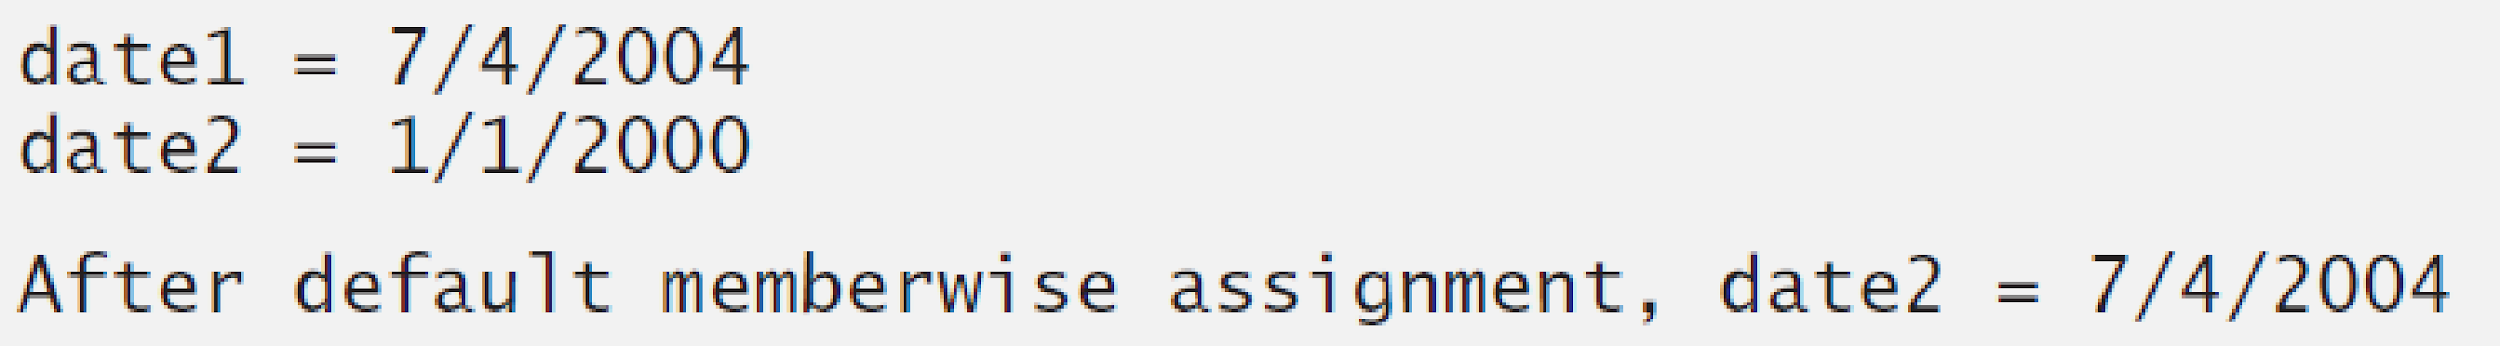 date1 = 7/4/2004
date2 = 1/1/2000
After default memberwise assignment, date2 = 7/4/2004